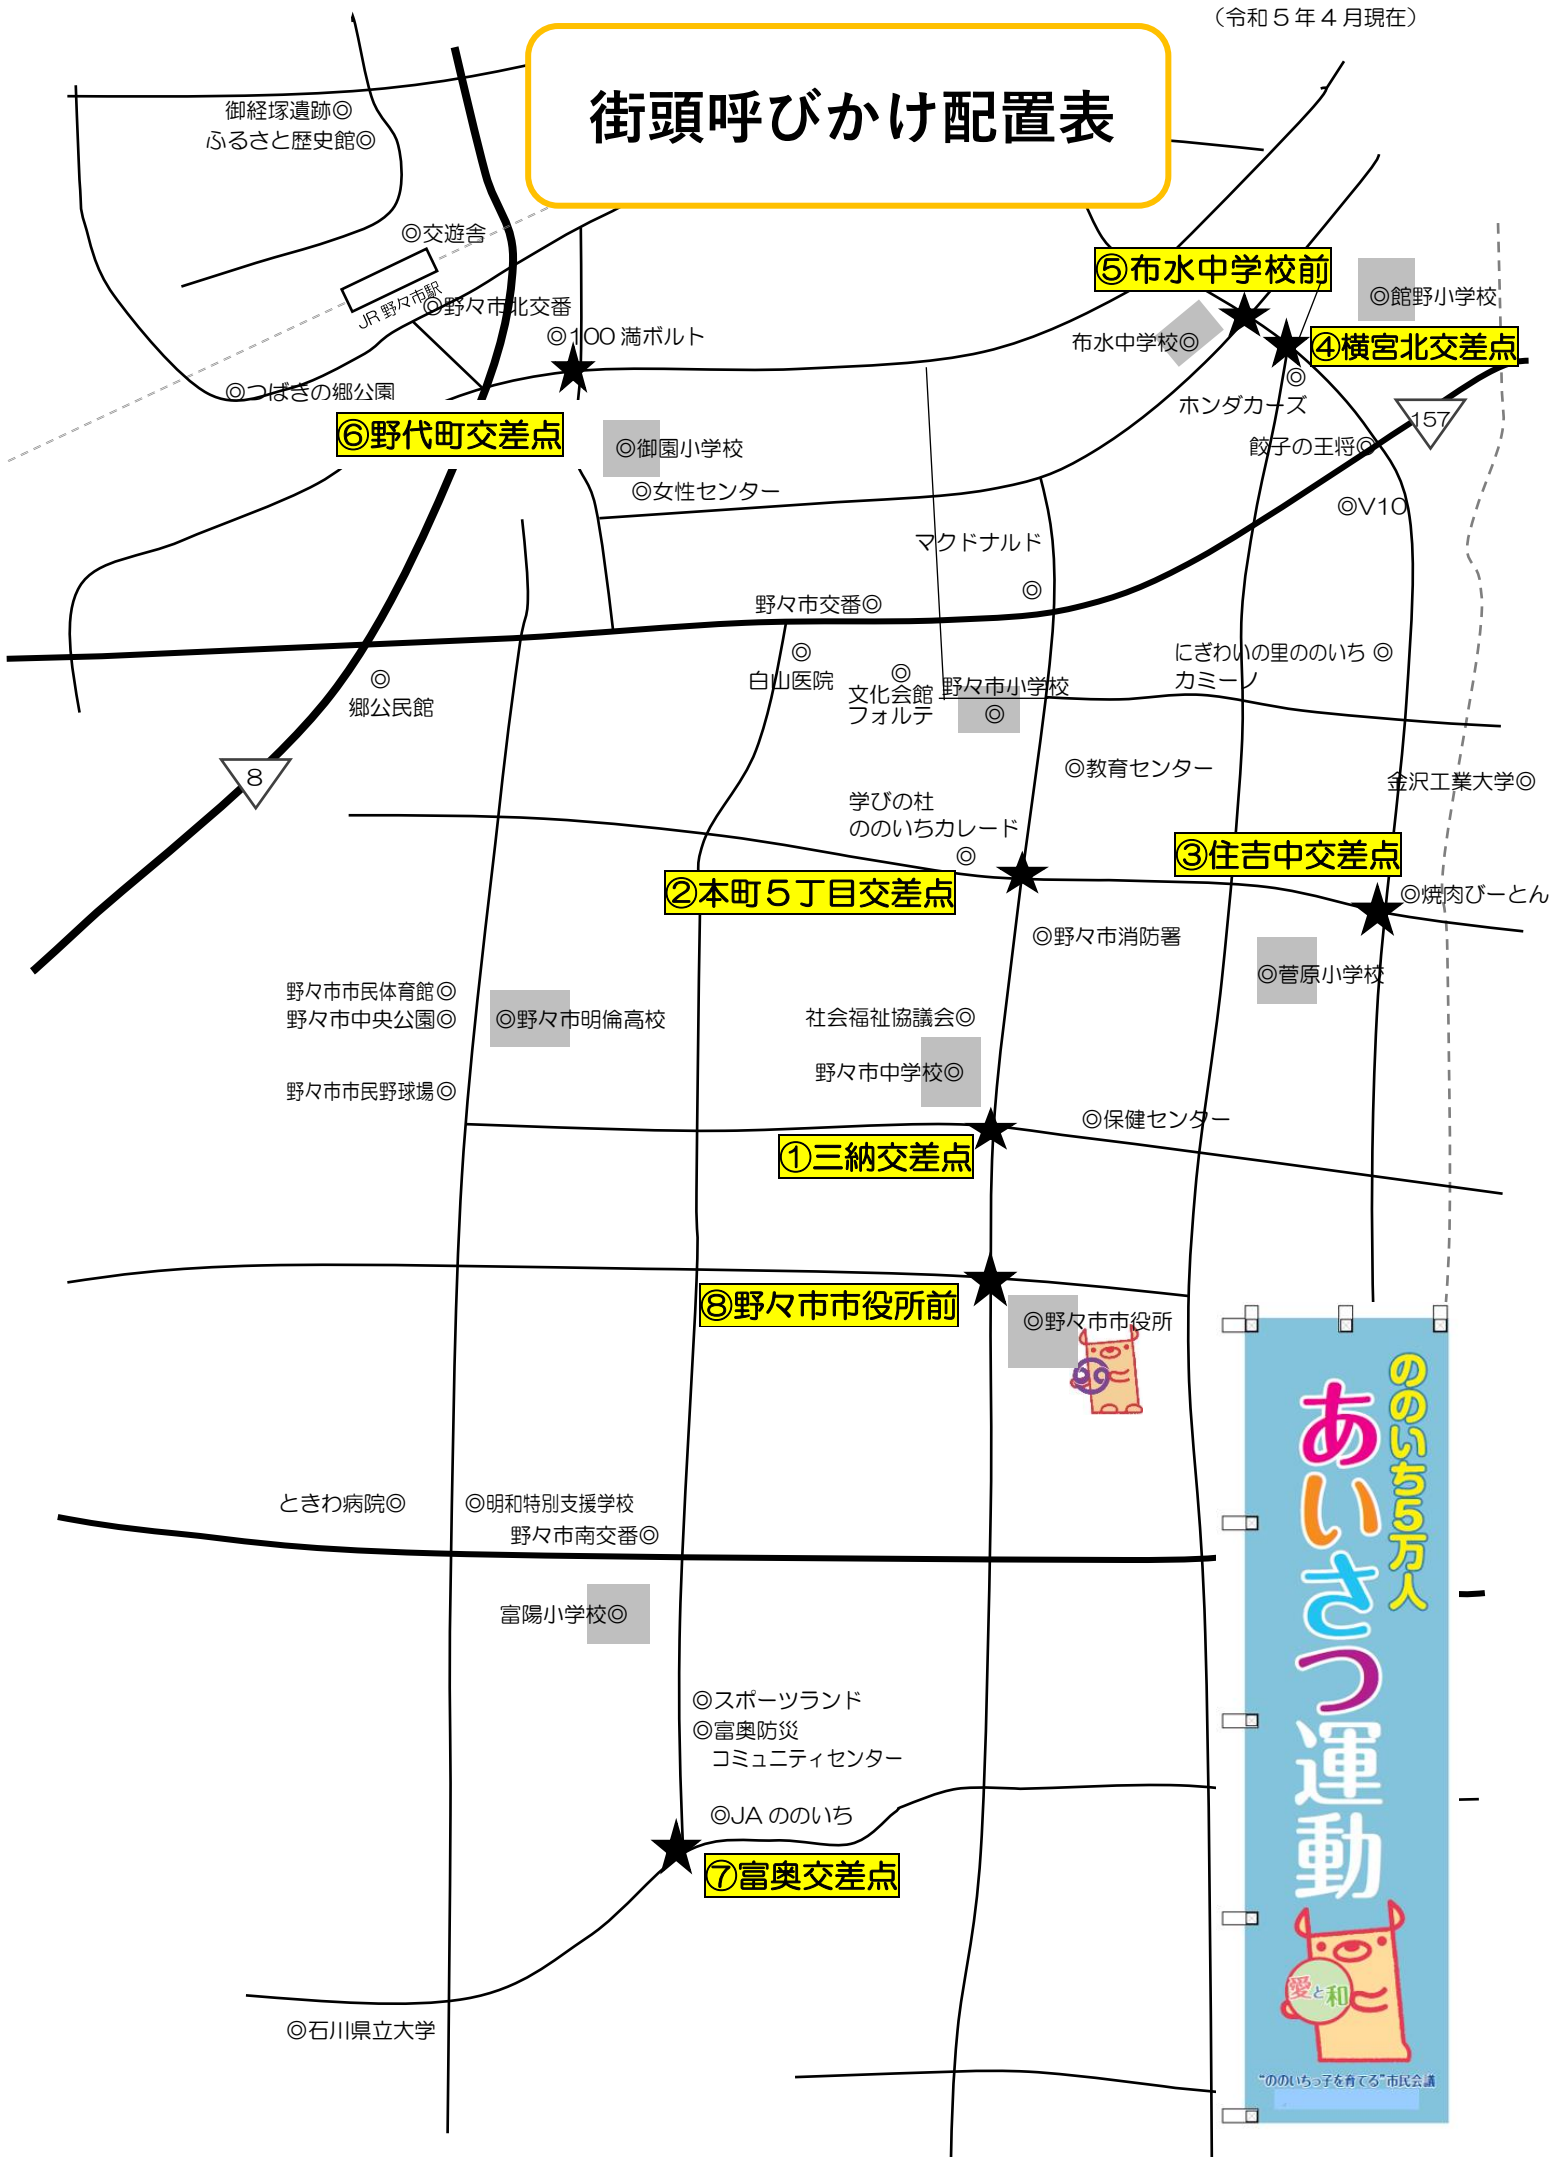 （令和５年４月現在）
街頭呼びかけ配置表
御経塚遺跡◎
ふるさと歴史館◎
◎交遊舎
JR 野々市駅
◎野々市北交番
◎100 満ボルト
◎つばきの郷公園
⑤布水中学校前
◎館野小学校
布水中学校◎
④横宮北交差点
◎
ホンダカーズ
157
餃子の王将◎
⑥野代町交差点
◎御園小学校
◎女性センター
◎V10
マクドナルド
◎
野々市交番◎
◎
白山医院
◎
文化会館
フォルテ
野々市小学校
◎
にぎわいの里ののいち ◎
カミーノ
◎
郷公民館
8
◎教育センター
金沢工業大学◎
学びの杜
ののいちカレード
◎
③住吉中交差点
②本町５丁目交差点
◎焼肉びーとん
◎野々市消防署
◎菅原小学校
野々市市民体育館◎
野々市中央公園◎
◎野々市明倫高校
社会福祉協議会◎
野々市中学校◎
野々市市民野球場◎
◎保健センター
①三納交差点
⑧野々市市役所前
◎野々市市役所
ときわ病院◎
◎明和特別支援学校
野々市南交番◎
富陽小学校◎
◎スポーツランド
◎富奥防災
コミュニティセンター
◎JA ののいち
⑦富奥交差点
◎石川県立大学
ののいち5万人
あいさつ運動
愛と和
“ののいちっ子を育てる”市民会議